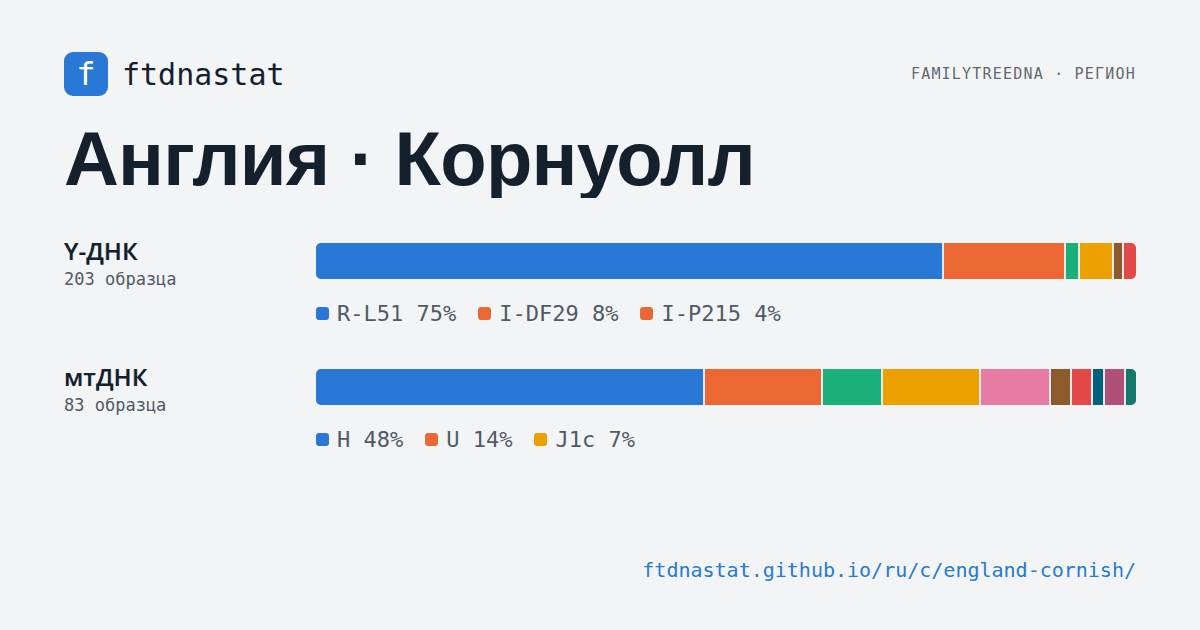 f ftdnastat
FAMILYTREEDNA · РЕГИОН
Англия · Корнуолл
Y-ДНК
203 образца
R-L51 75% I-DF29 8% I-P215 4%
мтДНК
83 образца
H 48% U 14% J1c 7%
ftdnastat.github.io/ru/c/england-cornish/